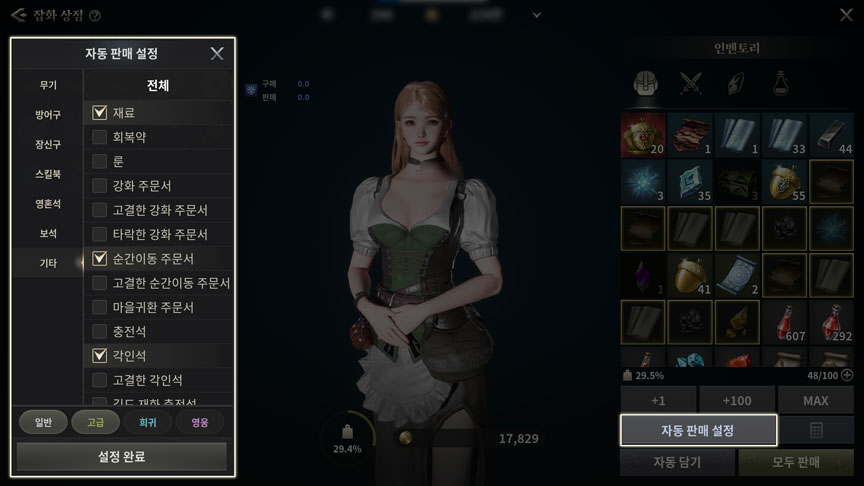 잡화 상점
자동 판매 설정
무기
방어구
장신구
스킬북
영혼석
보석
기타
전체
재료
회복약
룬
강화 주문서
고결한 강화 주문서
타락한 강화 주문서
순간이동 주문서
고결한 순간이동 주문서
마을귀환 주문서
충전석
각인석
고결한 각인석
길드 재화 충전석
일반
고급
희귀
영웅
설정 완료
구매 0.0
판매 0.0
29.4%
17,829
인벤토리
20 1 1 33 44
3 35 3 55
1 41 2
607 292
29.5%
48/100
+1
+100
MAX
자동 판매 설정
자동 담기
모두 판매